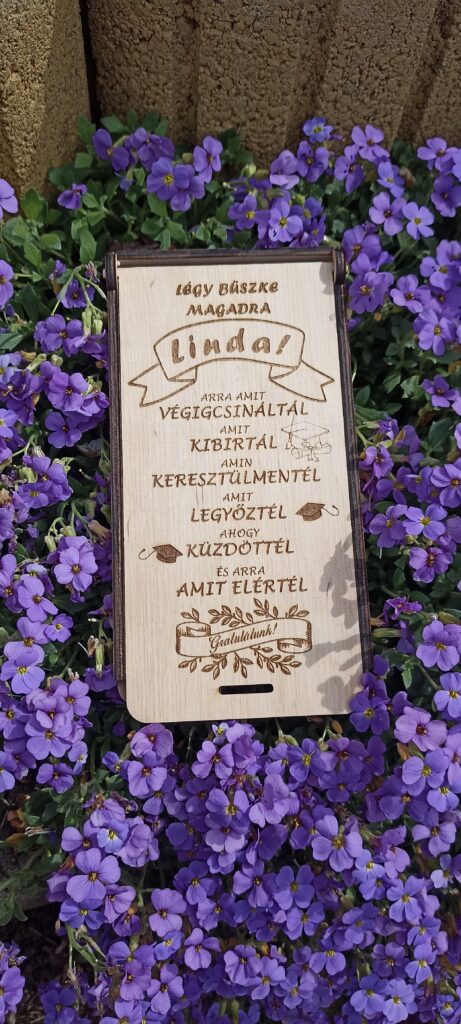 LÉGY BÜSZKE
MAGADRA
Linda!
ARRA AMIT
VÉGIGCSINÁLTÁL
AMIT
KIBIRTÁL
AMIN
KERESZTÜLMENTÉL
AMIT
LEGYŐZTÉL
AHOGY
KÜZDÖTTÉL
ÉS ARRA
AMIT ELÉRTÉL
Gratulálunk!